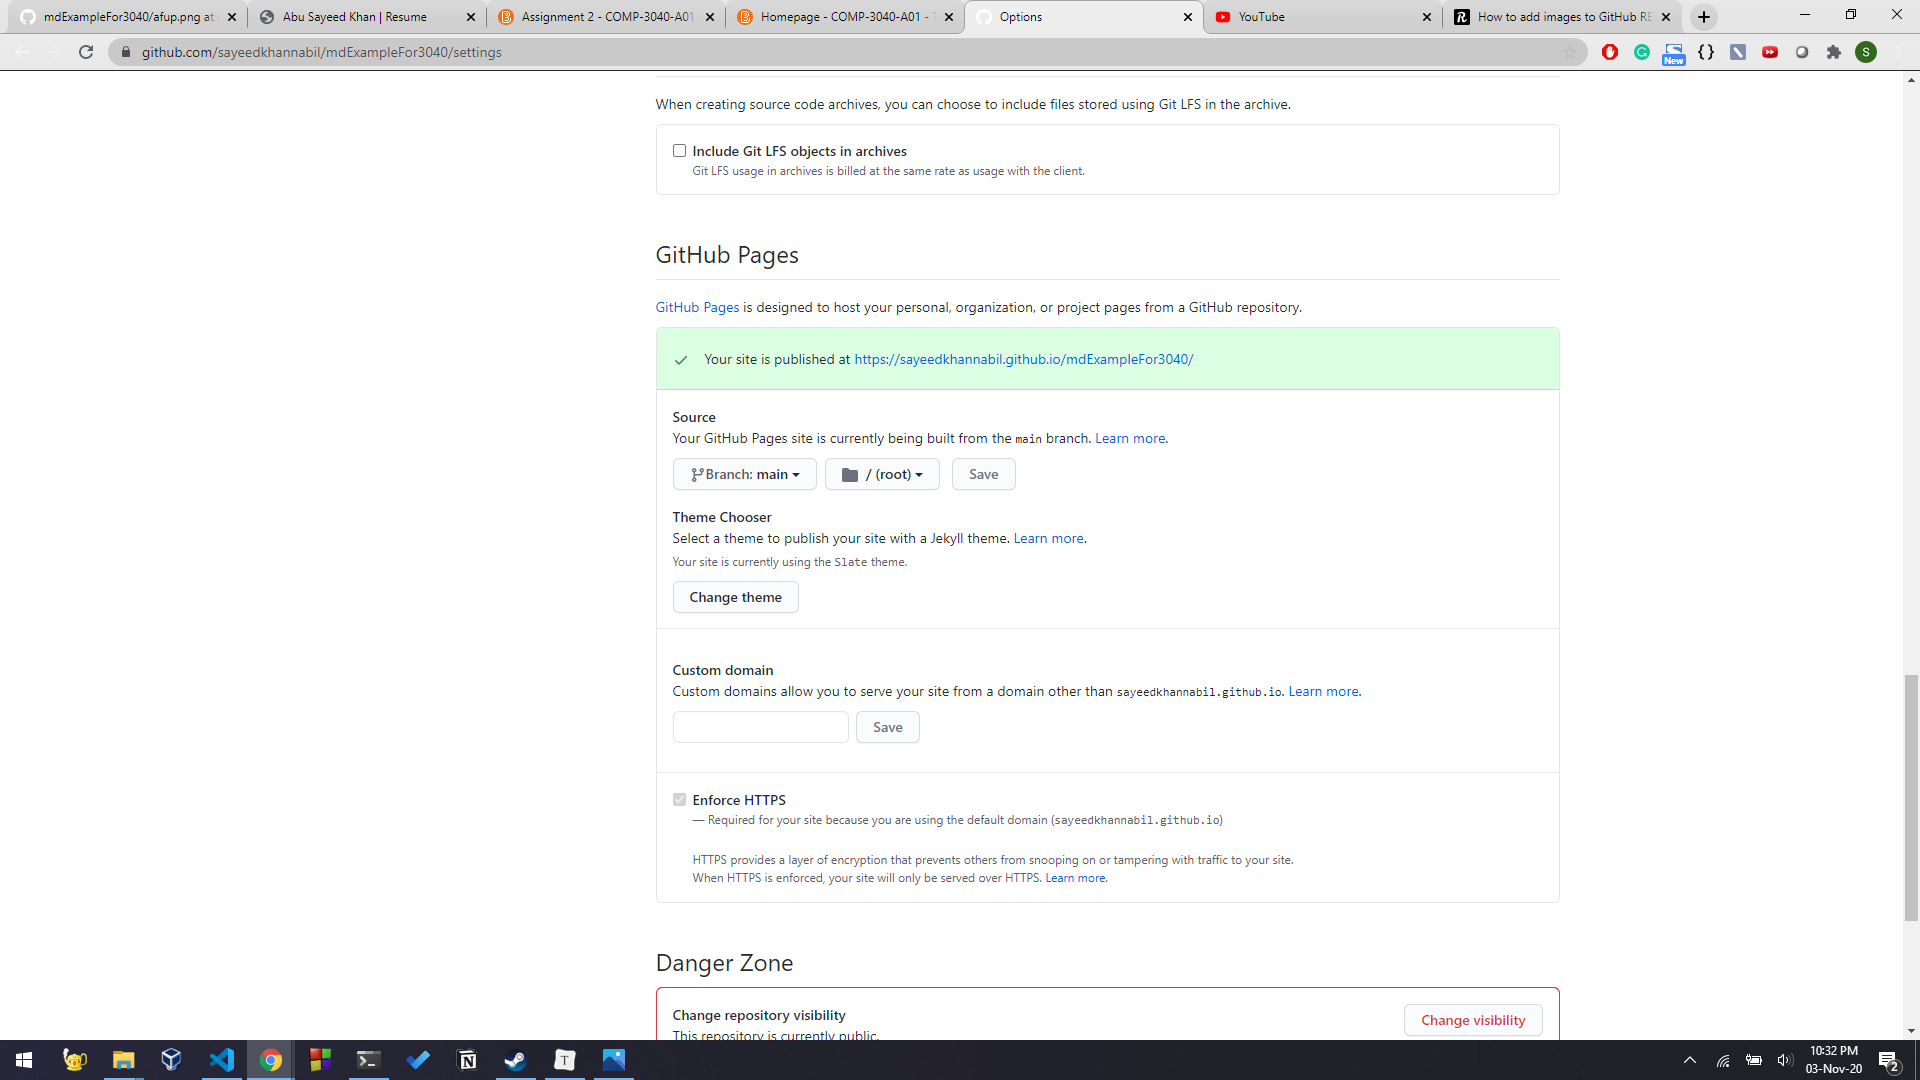 mdExampleFor3040/afup.png at
Abu Sayeed Khan | Resume
Assignment 2 - COMP-3040-A01
Homepage - COMP-3040-A01 - T
Options
YouTube
How to add images to GitHub RE
github.com/sayeedkhannabil/mdExampleFor3040/settings
New
S
When creating source code archives, you can choose to include files stored using Git LFS in the archive.
Include Git LFS objects in archives
Git LFS usage in archives is billed at the same rate as usage with the client.
GitHub Pages
GitHub Pages is designed to host your personal, organization, or project pages from a GitHub repository.
Your site is published at https://sayeedkhannabil.github.io/mdExampleFor3040/
Source
Your GitHub Pages site is currently being built from the main branch. Learn more.
Branch: main
/ (root)
Save
Theme Chooser
Select a theme to publish your site with a Jekyll theme. Learn more.
Your site is currently using the Slate theme.
Change theme
Custom domain
Custom domains allow you to serve your site from a domain other than sayeedkhannabil.github.io. Learn more.
Save
Enforce HTTPS
— Required for your site because you are using the default domain (sayeedkhannabil.github.io)
HTTPS provides a layer of encryption that prevents others from snooping on or tampering with traffic to your site.
When HTTPS is enforced, your site will only be served over HTTPS. Learn more.
Danger Zone
Change repository visibility
This repository is currently public.
Change visibility
10:32 PM
03-Nov-20
2